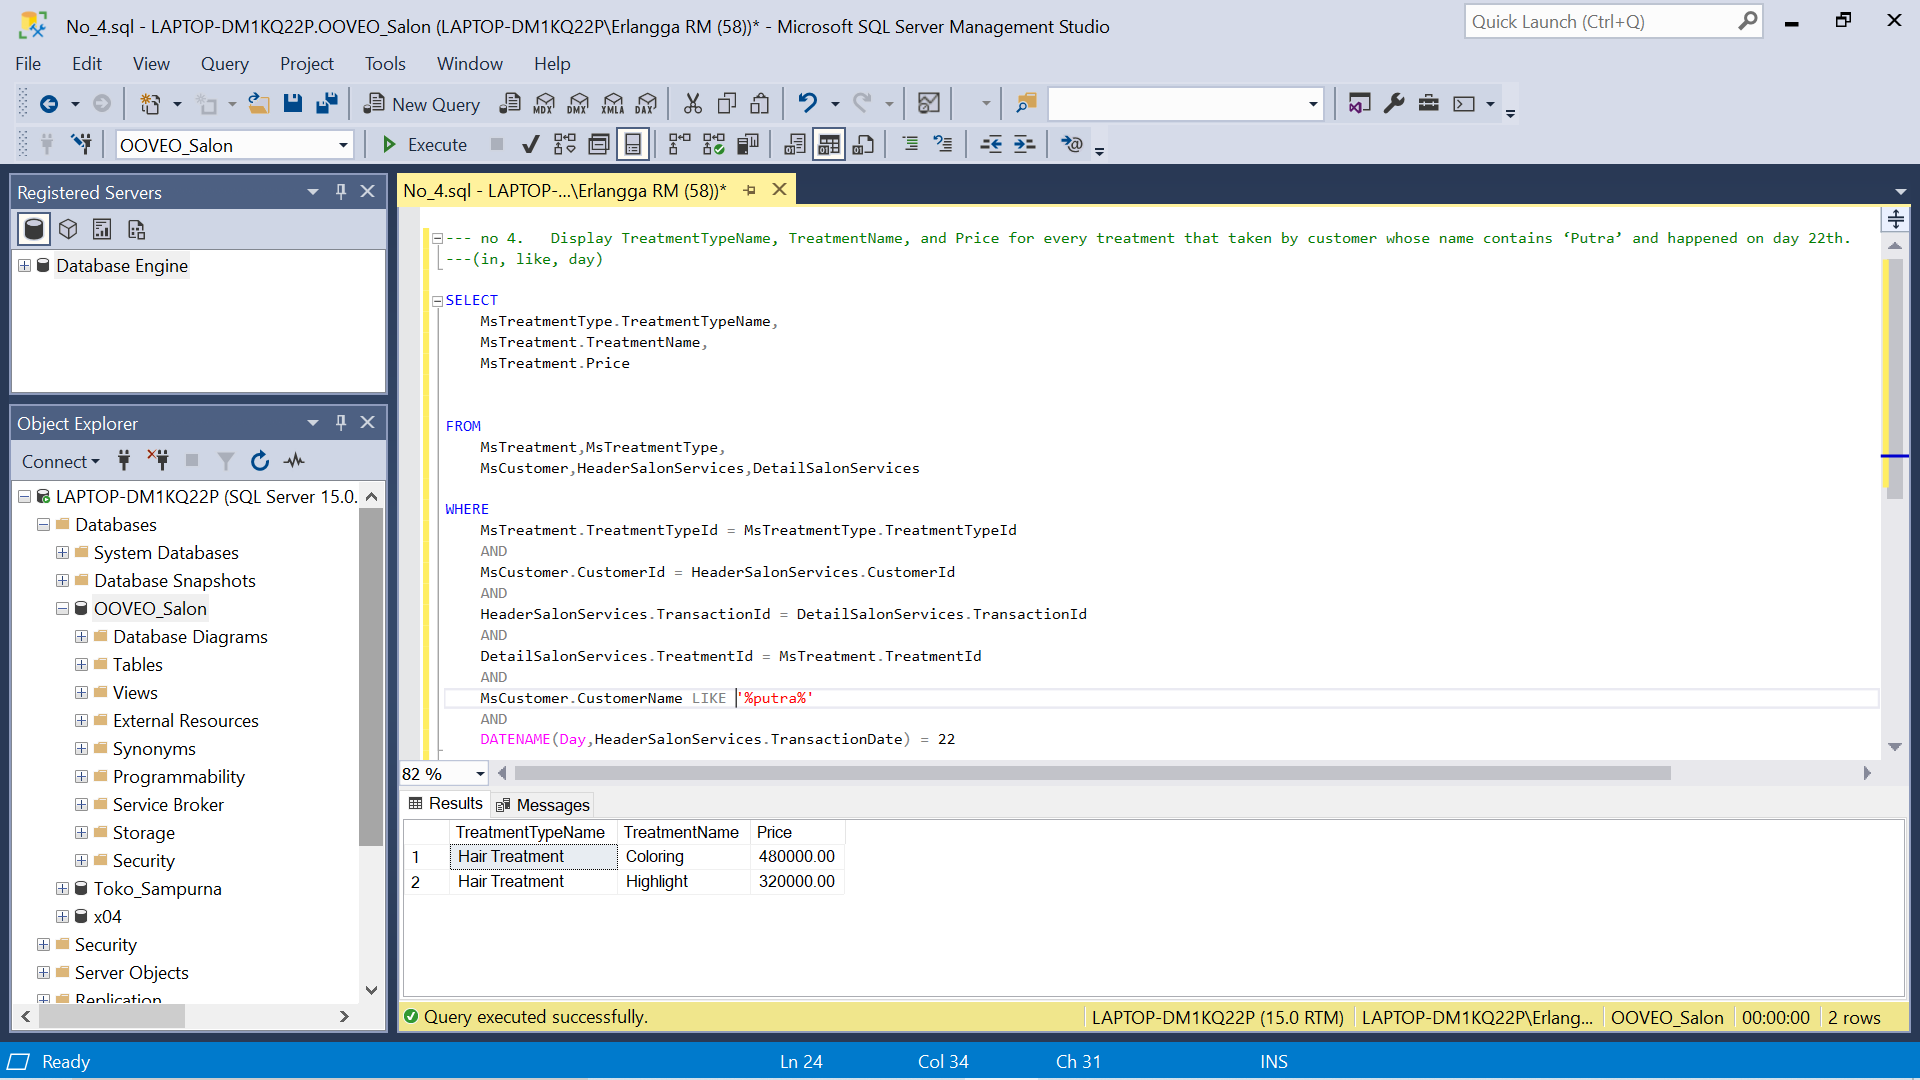 No_4.sql - LAPTOP-DM1KQ22P.OOVEO_Salon (LAPTOP-DM1KQ22P\Erlangga RM (58))* - Microsoft SQL Server Management Studio
Quick Launch (Ctrl+Q)
File Edit View Query Project Tools Window Help
New Query MDX DMX XMLA DAX
OOVEO_Salon Execute
Registered Servers
Database Engine
Object Explorer
Connect
LAPTOP-DM1KQ22P (SQL Server 15.0.
Databases
System Databases
Database Snapshots
OOVEO_Salon
Database Diagrams
Tables
Views
External Resources
Synonyms
Programmability
Service Broker
Storage
Security
Toko_Sampurna
x04
Security
Server Objects
Replication
No_4.sql - LAPTOP-...\Erlangga RM (58))*
--- no 4.   Display TreatmentTypeName, TreatmentName, and Price for every treatment that taken by customer whose name contains ‘Putra’ and happened on day 22th.
---(in, like, day)
SELECT
MsTreatmentType.TreatmentTypeName,
MsTreatment.TreatmentName,
MsTreatment.Price
FROM
MsTreatment,MsTreatmentType,
MsCustomer,HeaderSalonServices,DetailSalonServices
WHERE
MsTreatment.TreatmentTypeId = MsTreatmentType.TreatmentTypeId
AND
MsCustomer.CustomerId = HeaderSalonServices.CustomerId
AND
HeaderSalonServices.TransactionId = DetailSalonServices.TransactionId
AND
DetailSalonServices.TreatmentId = MsTreatment.TreatmentId
AND
MsCustomer.CustomerName LIKE '%putra%'
AND
DATENAME(Day,HeaderSalonServices.TransactionDate) = 22
82 %
Results Messages
TreatmentTypeName TreatmentName Price
1 Hair Treatment Coloring 480000.00
2 Hair Treatment Highlight 320000.00
Query executed successfully. LAPTOP-DM1KQ22P (15.0 RTM) LAPTOP-DM1KQ22P\Erlang... OOVEO_Salon 00:00:00 2 rows
Ready Ln 24 Col 34 Ch 31 INS